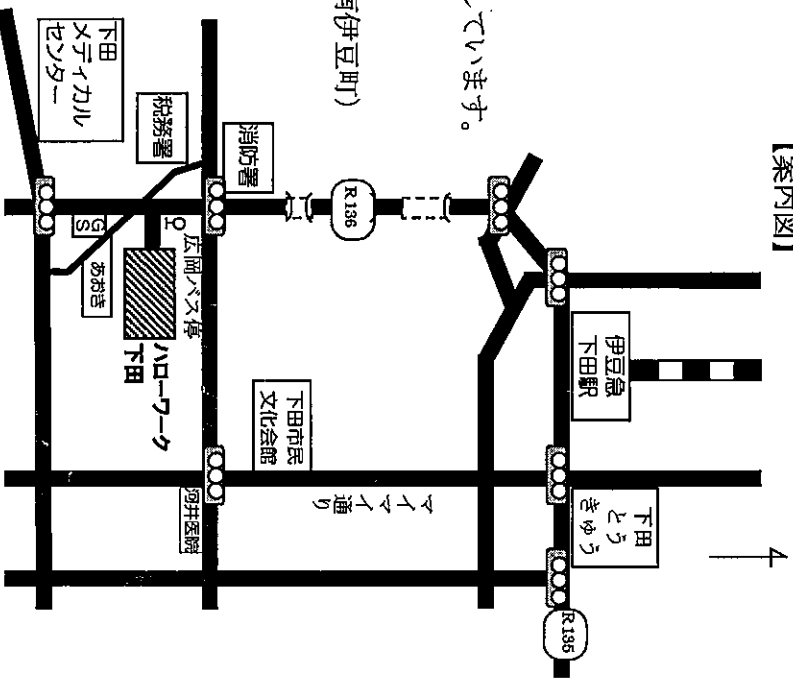 【案内図】
ています。
伊豆町)
伊豆急
下田駅
下田
とう
きゅう
R135
R136
消防署
税務署
下田
メディカル
センター
GS
あおき
広岡バス停
ハローワーク
下田
下田市民
文化会館
マイマイ通り
河井医院